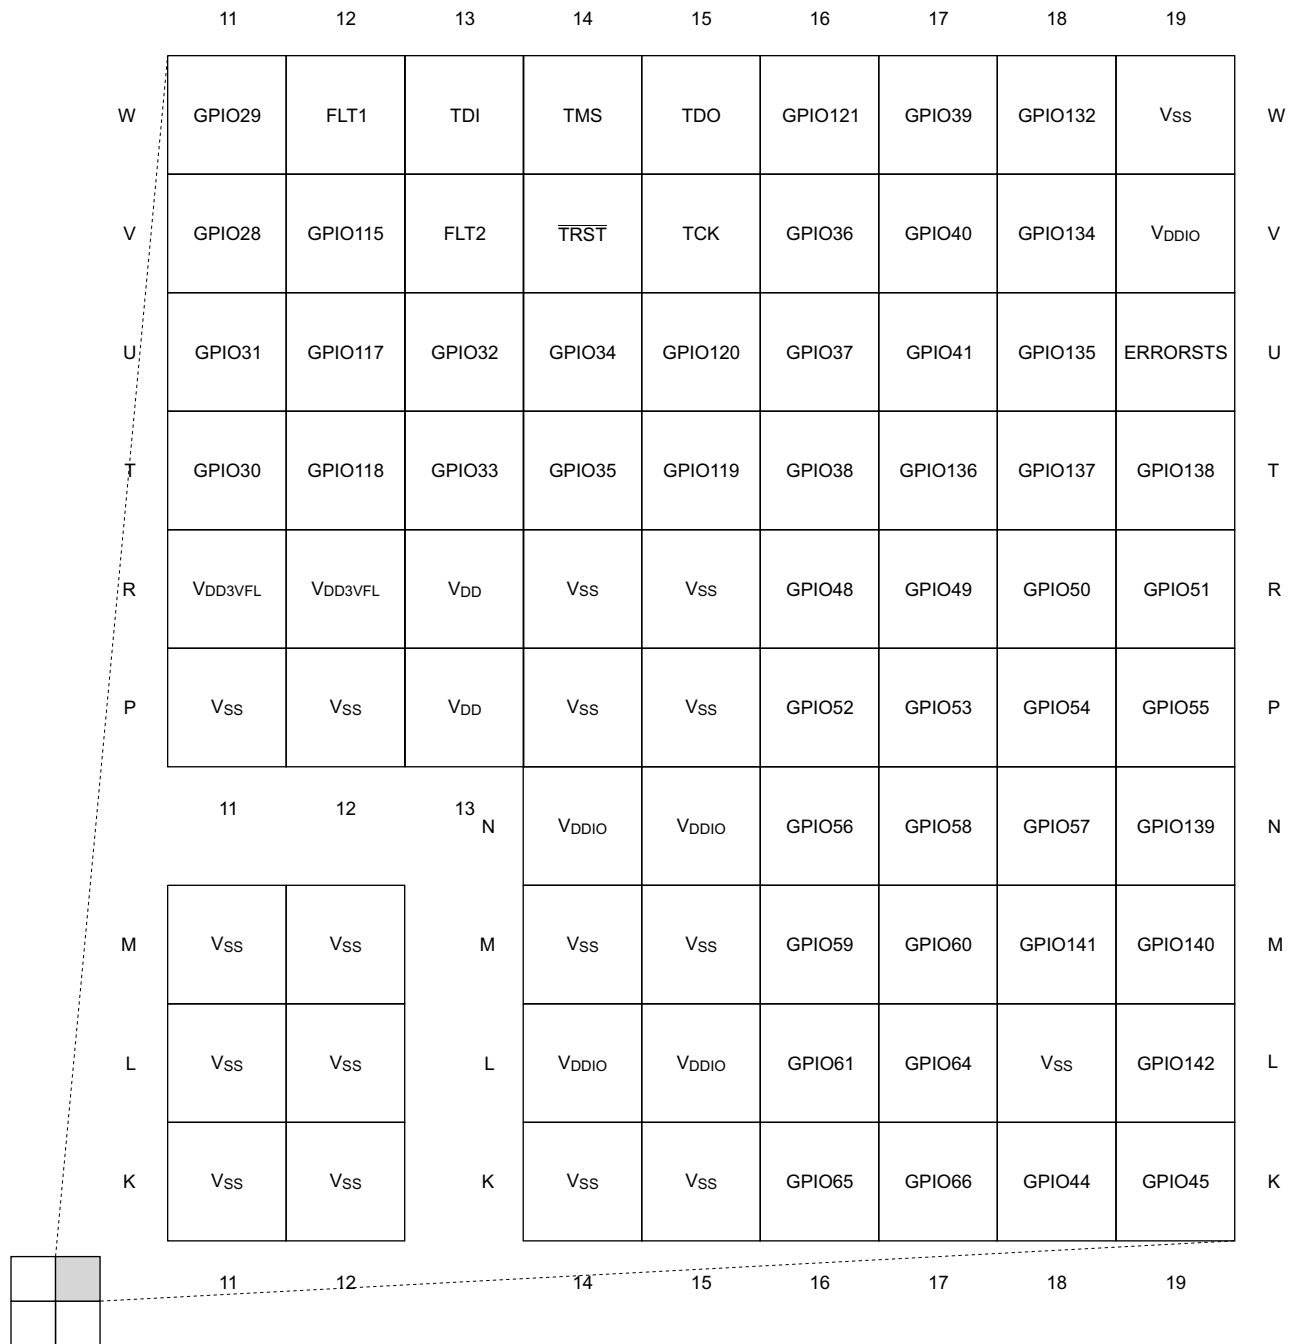 11 12 13 14 15 16 17 18 19
W GPIO29 FLT1 TDI TMS TDO GPIO121 GPIO39 GPIO132 VSS W
V GPIO28 GPIO115 FLT2 T̅R̅S̅T̅ TCK GPIO36 GPIO40 GPIO134 VDDIO V
U GPIO31 GPIO117 GPIO32 GPIO34 GPIO120 GPIO37 GPIO41 GPIO135 ERRORSTS U
T GPIO30 GPIO118 GPIO33 GPIO35 GPIO119 GPIO38 GPIO136 GPIO137 GPIO138 T
R VDD3VFL VDD3VFL VDD VSS VSS GPIO48 GPIO49 GPIO50 GPIO51 R
P VSS VSS VDD VSS VSS GPIO52 GPIO53 GPIO54 GPIO55 P
11 12 13
N VDDIO VDDIO GPIO56 GPIO58 GPIO57 GPIO139 N
M VSS VSS M VSS VSS GPIO59 GPIO60 GPIO141 GPIO140 M
L VSS VSS L VDDIO VDDIO GPIO61 GPIO64 VSS GPIO142 L
K VSS VSS K VSS VSS GPIO65 GPIO66 GPIO44 GPIO45 K
11 12 14 15 16 17 18 19